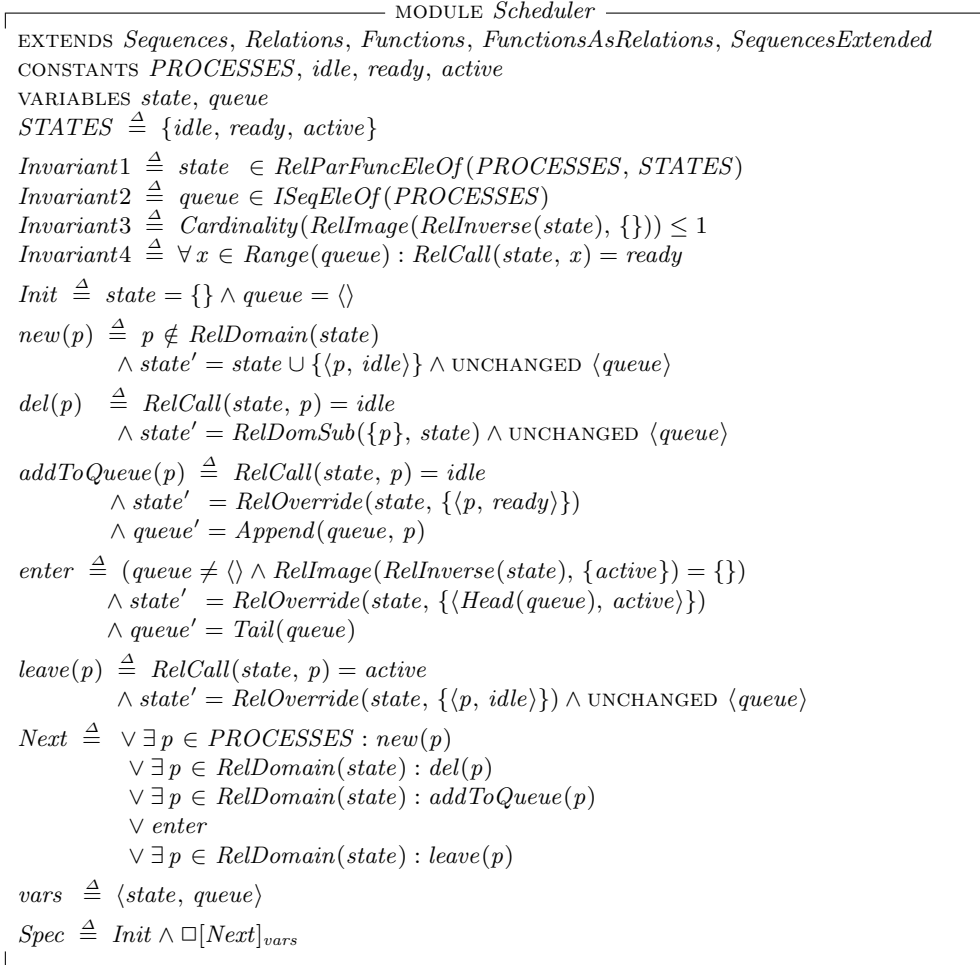 MODULE Scheduler
EXTENDS Sequences, Relations, Functions, FunctionsAsRelations, SequencesExtended
CONSTANTS PROCESSES, idle, ready, active
VARIABLES state, queue
STATES ≜ {idle, ready, active}
Invariant1 ≜ state ∈ RelParFuncEleOf(PROCESSES, STATES)
Invariant2 ≜ queue ∈ ISeqEleOf(PROCESSES)
Invariant3 ≜ Cardinality(RelImage(RelInverse(state), {})) ≤ 1
Invariant4 ≜ ∀ x ∈ Range(queue) : RelCall(state, x) = ready
Init ≜ state = {} ∧ queue = ⟨⟩
new(p) ≜ p ∉ RelDomain(state)
∧ state′ = state ∪ {⟨p, idle⟩} ∧ UNCHANGED ⟨queue⟩
del(p) ≜ RelCall(state, p) = idle
∧ state′ = RelDomSub({p}, state) ∧ UNCHANGED ⟨queue⟩
addToQueue(p) ≜ RelCall(state, p) = idle
∧ state′ = RelOverride(state, {⟨p, ready⟩})
∧ queue′ = Append(queue, p)
enter ≜ (queue ≠ ⟨⟩ ∧ RelImage(RelInverse(state), {active}) = {})
∧ state′ = RelOverride(state, {⟨Head(queue), active⟩})
∧ queue′ = Tail(queue)
leave(p) ≜ RelCall(state, p) = active
∧ state′ = RelOverride(state, {⟨p, idle⟩}) ∧ UNCHANGED ⟨queue⟩
Next ≜ ∨ ∃ p ∈ PROCESSES : new(p)
∨ ∃ p ∈ RelDomain(state) : del(p)
∨ ∃ p ∈ RelDomain(state) : addToQueue(p)
∨ enter
∨ ∃ p ∈ RelDomain(state) : leave(p)
vars ≜ ⟨state, queue⟩
Spec ≜ Init ∧ □[Next]vars